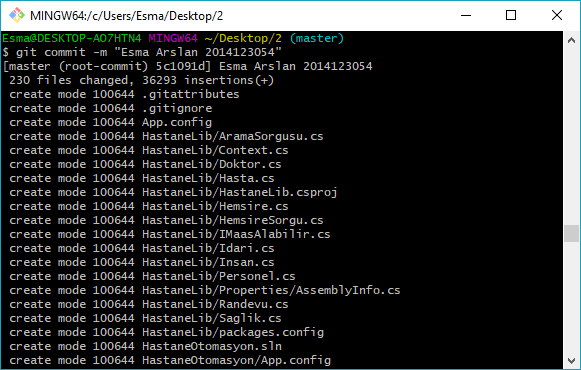 MINGW64:/c/Users/Esma/Desktop/2
Esma@DESKTOP-AO7HTN4 MINGW64 ~/Desktop/2 (master)
$ git commit -m "Esma Arslan 2014123054"
[master (root-commit) 5c1091d] Esma Arslan 2014123054
 230 files changed, 36293 insertions(+)
 create mode 100644 .gitattributes
 create mode 100644 .gitignore
 create mode 100644 App.config
 create mode 100644 HastaneLib/AramaSorgusu.cs
 create mode 100644 HastaneLib/Context.cs
 create mode 100644 HastaneLib/Doktor.cs
 create mode 100644 HastaneLib/Hasta.cs
 create mode 100644 HastaneLib/HastaneLib.csproj
 create mode 100644 HastaneLib/Hemsire.cs
 create mode 100644 HastaneLib/HemsireSorgu.cs
 create mode 100644 HastaneLib/IMaasAlabilir.cs
 create mode 100644 HastaneLib/Idari.cs
 create mode 100644 HastaneLib/Insan.cs
 create mode 100644 HastaneLib/Personel.cs
 create mode 100644 HastaneLib/Properties/AssemblyInfo.cs
 create mode 100644 HastaneLib/Randevu.cs
 create mode 100644 HastaneLib/Saglik.cs
 create mode 100644 HastaneLib/packages.config
 create mode 100644 HastaneOtomasyon.sln
 create mode 100644 HastaneOtomasyon/App.config